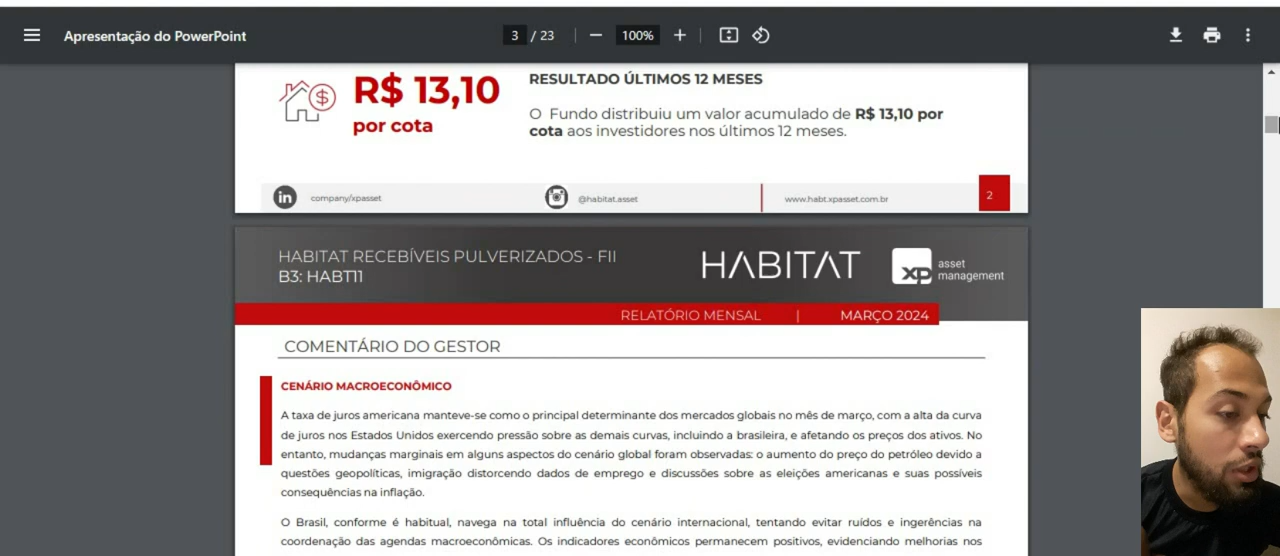 Apresentação do PowerPoint
3 / 23
100%
R$ 13,10
por cota
RESULTADO ÚLTIMOS 12 MESES
O Fundo distribuiu um valor acumulado de R$ 13,10 por
cota aos investidores nos últimos 12 meses.
in
company/xpasset
@habitat.asset
www.habt.xpasset.com.br
2
HABITAT RECEBÍVEIS PULVERIZADOS - FII
B3: HABT11
HABITAT
xp asset
management
RELATÓRIO MENSAL | MARÇO 2024
COMENTÁRIO DO GESTOR
CENÁRIO MACROECONÔMICO
A taxa de juros americana manteve-se como o principal determinante dos mercados globais no mês de março, com a alta da curva
de juros nos Estados Unidos exercendo pressão sobre as demais curvas, incluindo a brasileira, e afetando os preços dos ativos. No
entanto, mudanças marginais em alguns aspectos do cenário global foram observadas: o aumento do preço do petróleo devido a
questões geopolíticas, imigração distorcendo dados de emprego e discussões sobre as eleições americanas e suas possíveis
consequências na inflação.
O Brasil, conforme é habitual, navega na total influência do cenário internacional, tentando evitar ruídos e ingerências na
coordenação das agendas macroeconômicas. Os indicadores econômicos permanecem positivos, evidenciando melhorias nos